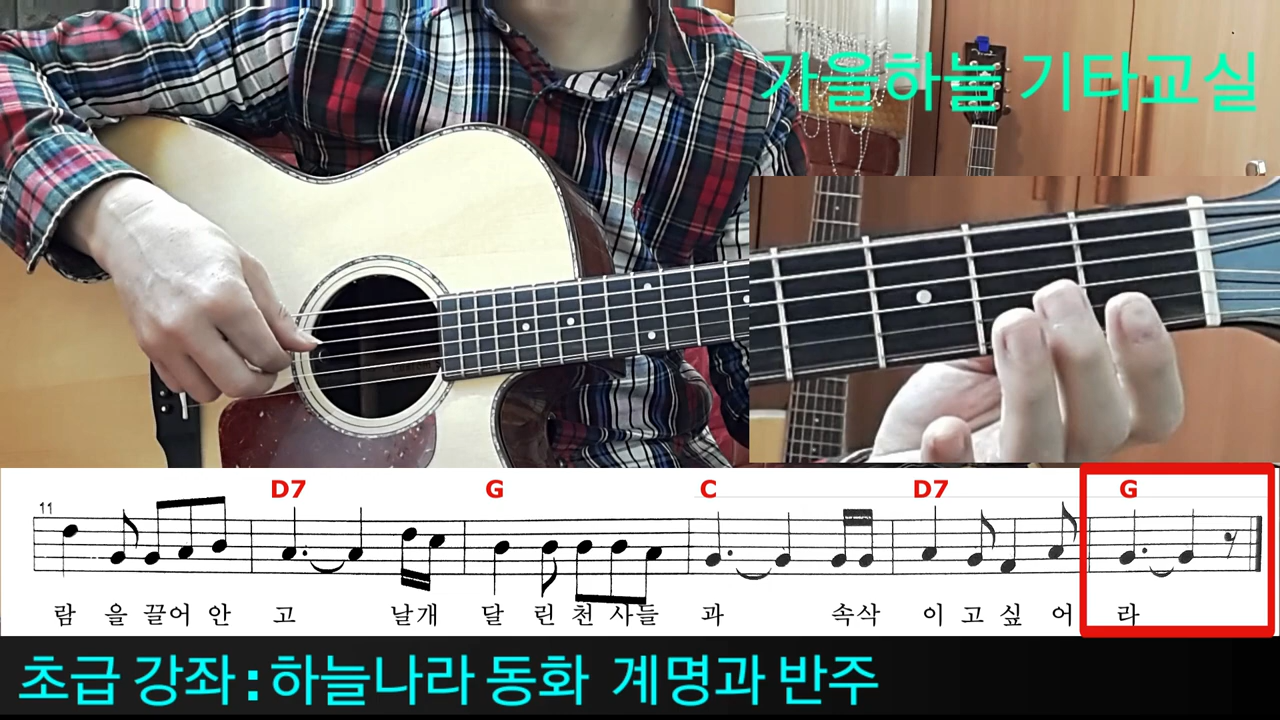 가을하늘 기타교실
D7 G C D7 G
11
람 을 끌어 안 고 날개 달 린 천 사들 과 속삭 이 고 싶 어 라
초급 강좌 : 하늘나라 동화 계명과 반주